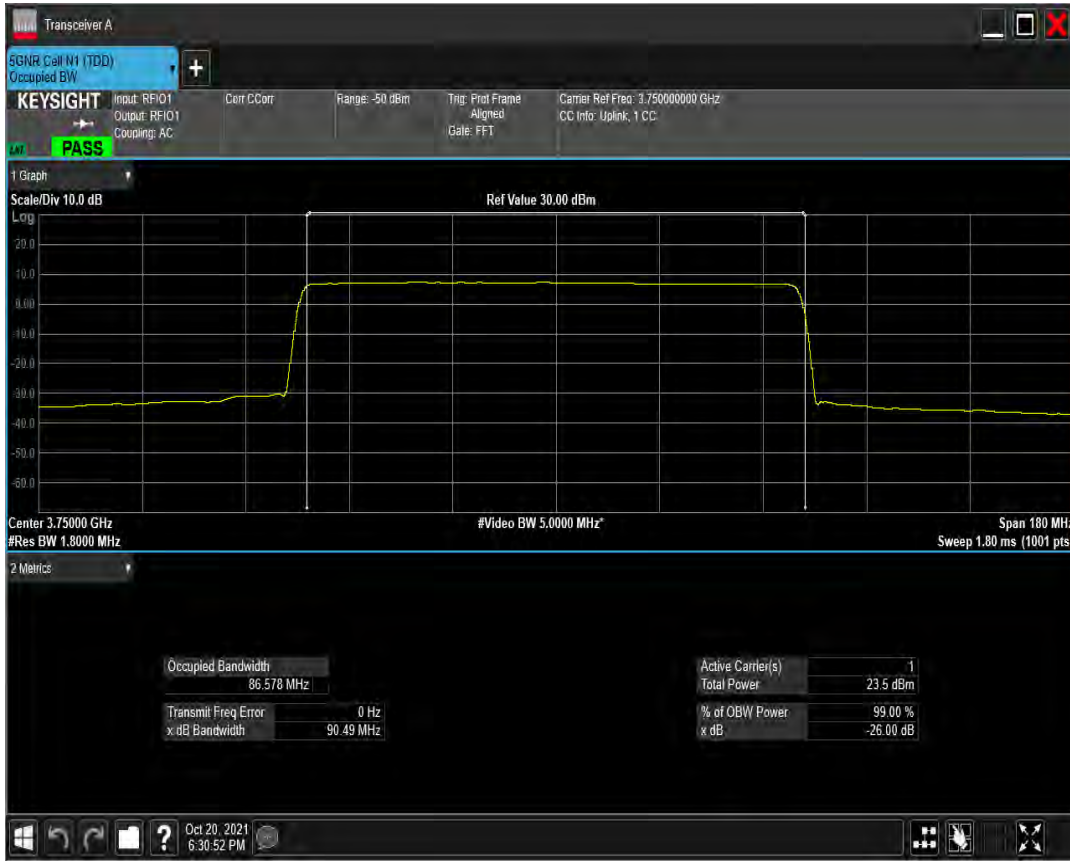 Transceiver A
5GNR Cell N1 (TDD)
Occupied BW
+
KEYSIGHT
Input: RFIO1
Output: RFIO1
Coupling: AC
Corr CCorr
Range: -50 dBm
Trig: Prot Frame
Aligned
Gate: FFT
Carrier Ref Freq: 3.750000000 GHz
CC Info: Uplink, 1 CC
PASS
1 Graph
Scale/Div 10.0 dB
Ref Value 30.00 dBm
Log
20.0
10.0
0.00
-10.0
-20.0
-30.0
-40.0
-50.0
-60.0
Center 3.75000 GHz
#Video BW 5.0000 MHz*
Span 180 MHz
#Res BW 1.8000 MHz
Sweep 1.80 ms (1001 pts
2 Metrics
Occupied Bandwidth
86.578 MHz
Transmit Freq Error 0 Hz
x dB Bandwidth 90.49 MHz
Active Carrier(s) 1
Total Power 23.5 dBm
% of OBW Power 99.00 %
x dB -26.00 dB
?
Oct 20, 2021
6:30:52 PM